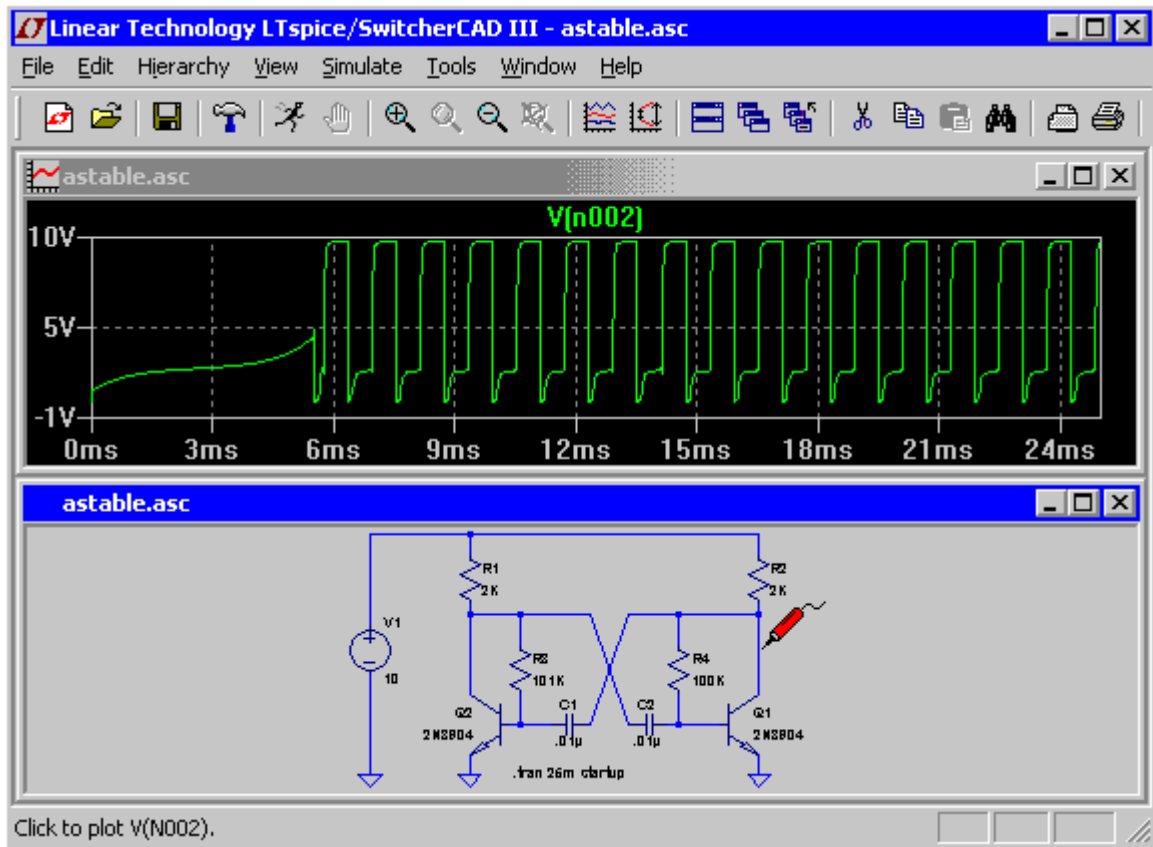 Linear Technology LTspice/SwitcherCAD III - astable.asc
File Edit Hierarchy View Simulate Tools Window Help
astable.asc
V(n002)
10V
5V
-1V
0ms 3ms 6ms 9ms 12ms 15ms 18ms 21ms 24ms
astable.asc
R1
2K
R2
2K
V1
10
R3
101K
R4
100K
C1
.01µ
C2
.01µ
Q2
2N3904
Q1
2N3904
.tran 26m startup
Click to plot V(N002).